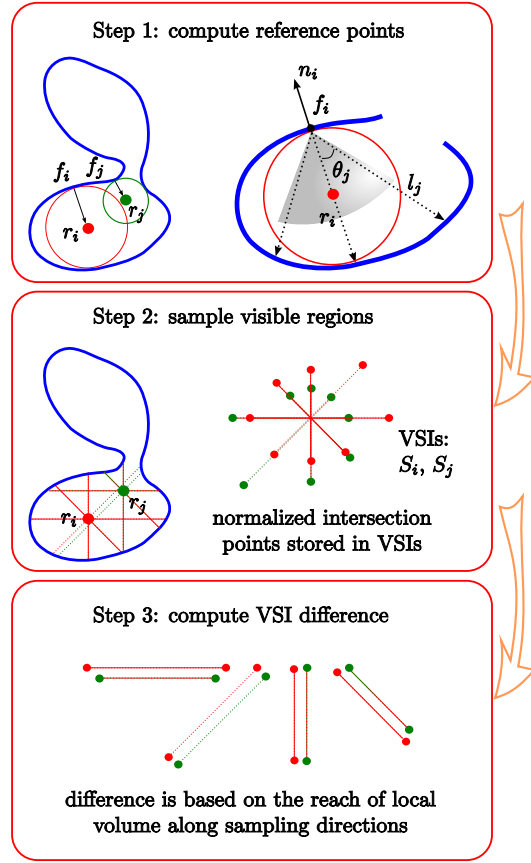 Step 1: compute reference points
n_i
f_i
f_i
f_j
θ_j
l_j
r_j
r_i
r_i
Step 2: sample visible regions
VSIs:
S_i, S_j
r_j
r_i
normalized intersection
points stored in VSIs
Step 3: compute VSI difference
difference is based on the reach of local
volume along sampling directions